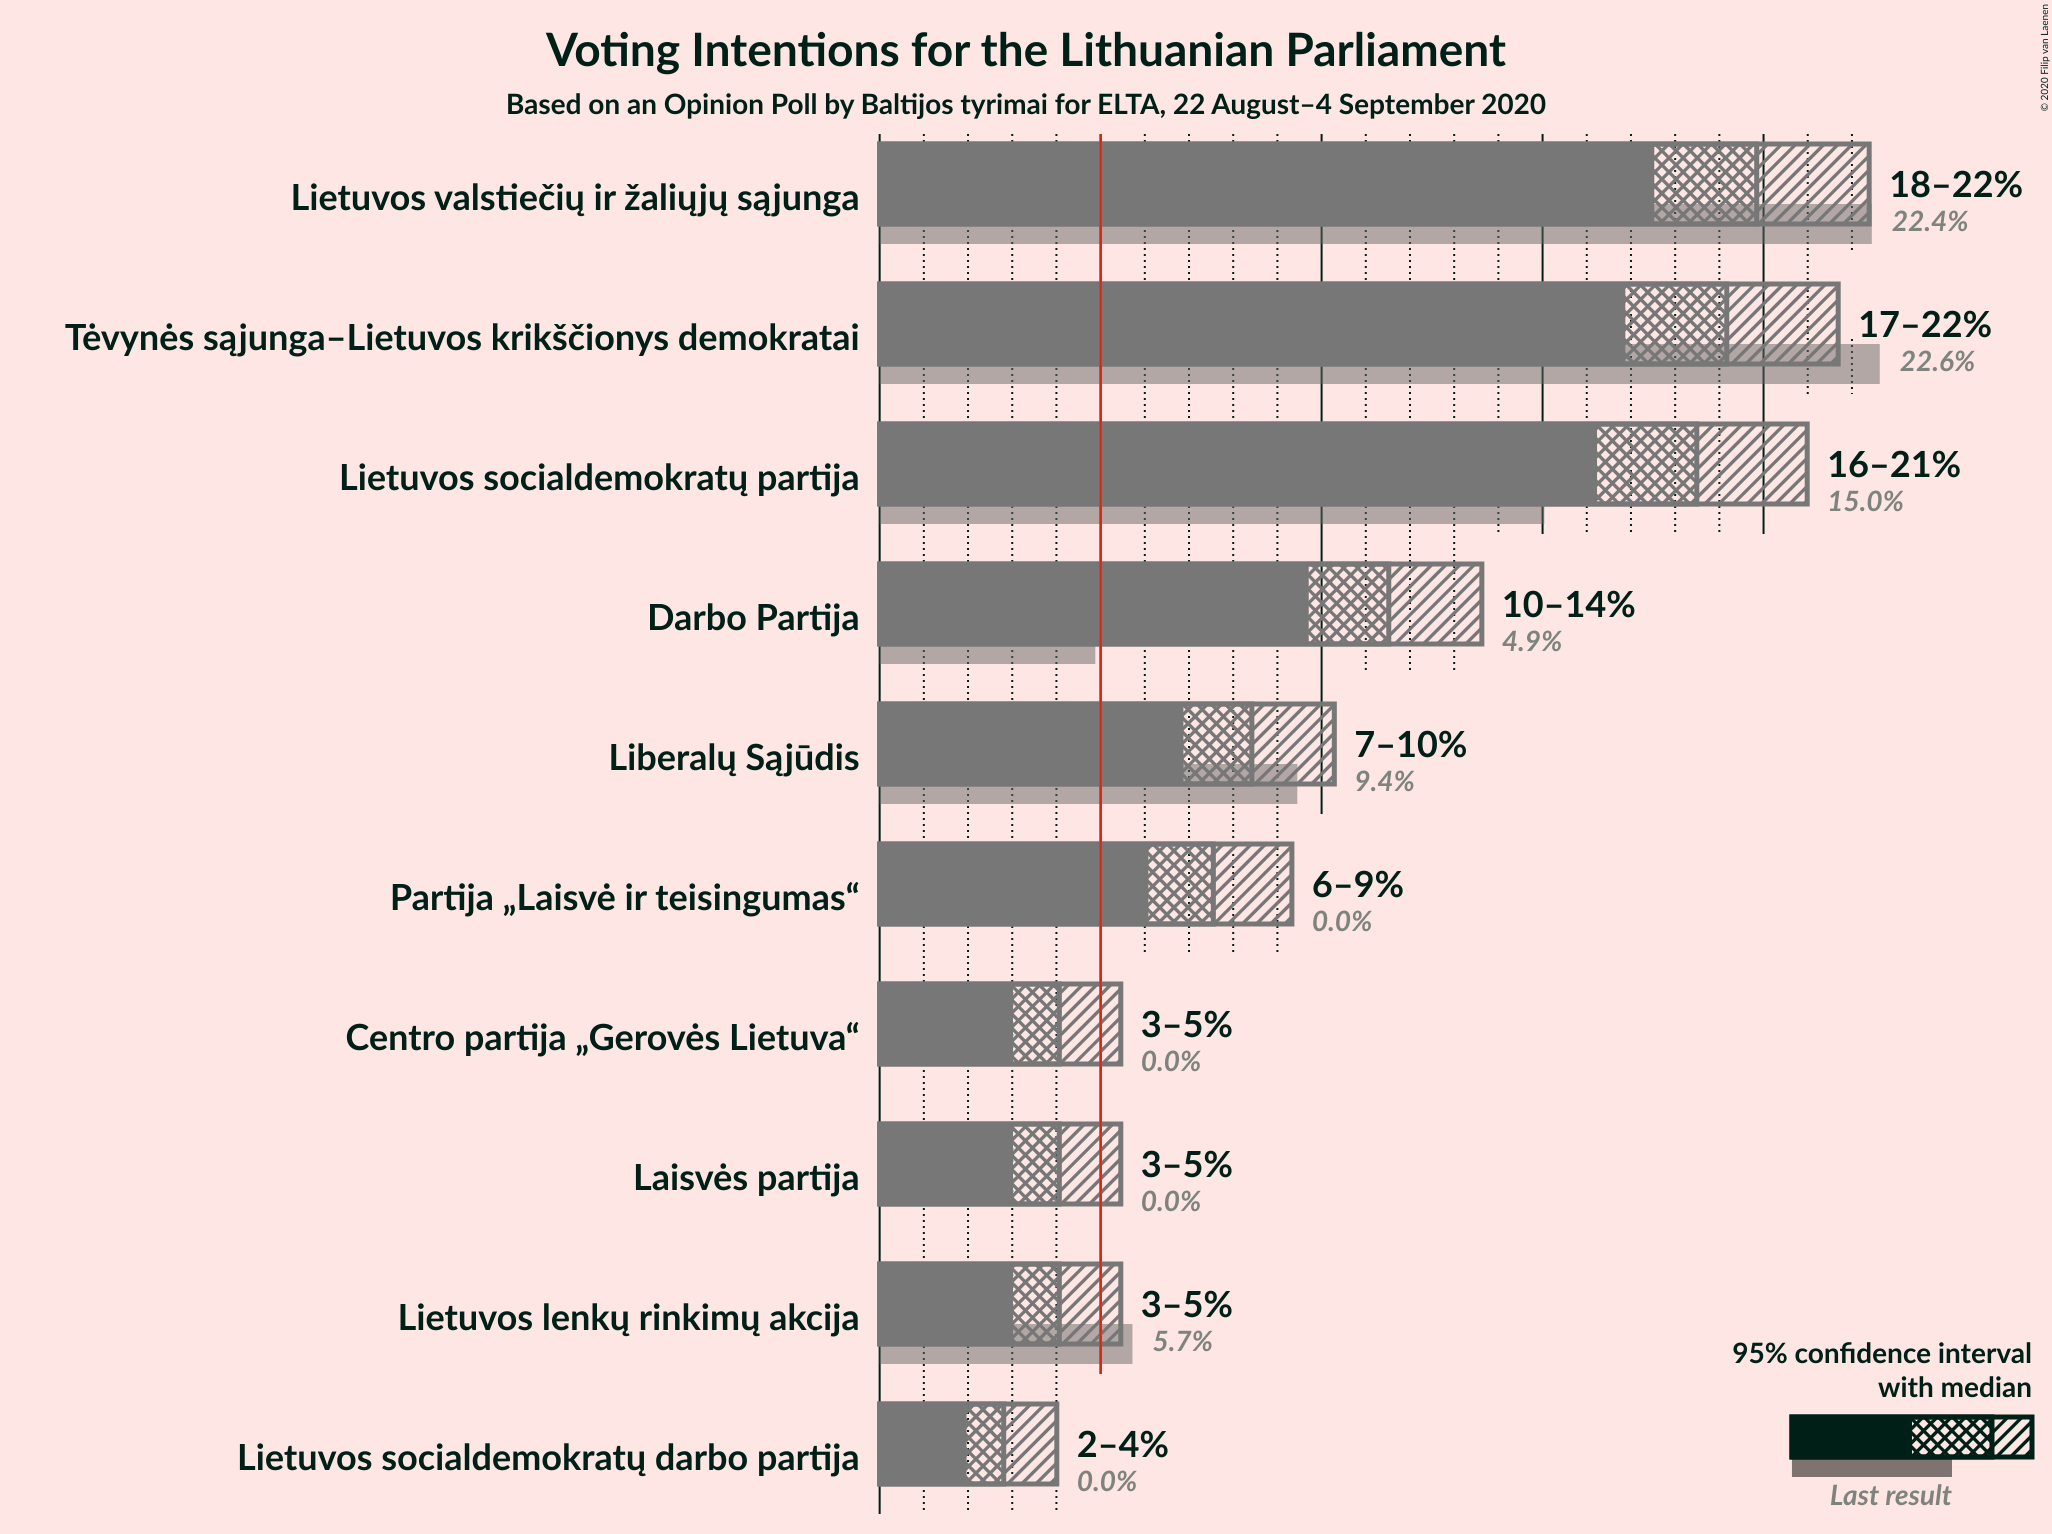 Voting Intentions for the Lithuanian Parliament
Based on an Opinion Poll by Baltijos tyrimai for ELTA, 22 August–4 September 2020
© 2020 Filip van Laenen
Lietuvos valstiečių ir žaliųjų sąjunga
18–22%
22.4%
Tėvynės sąjunga–Lietuvos krikščionys demokratai
17–22%
22.6%
Lietuvos socialdemokratų partija
16–21%
15.0%
Darbo Partija
10–14%
4.9%
Liberalų Sąjūdis
7–10%
9.4%
Partija „Laisvė ir teisingumas“
6–9%
0.0%
Centro partija „Gerovės Lietuva“
3–5%
0.0%
Laisvės partija
3–5%
0.0%
Lietuvos lenkų rinkimų akcija
3–5%
5.7%
Lietuvos socialdemokratų darbo partija
2–4%
0.0%
95% confidence interval
with median
Last result